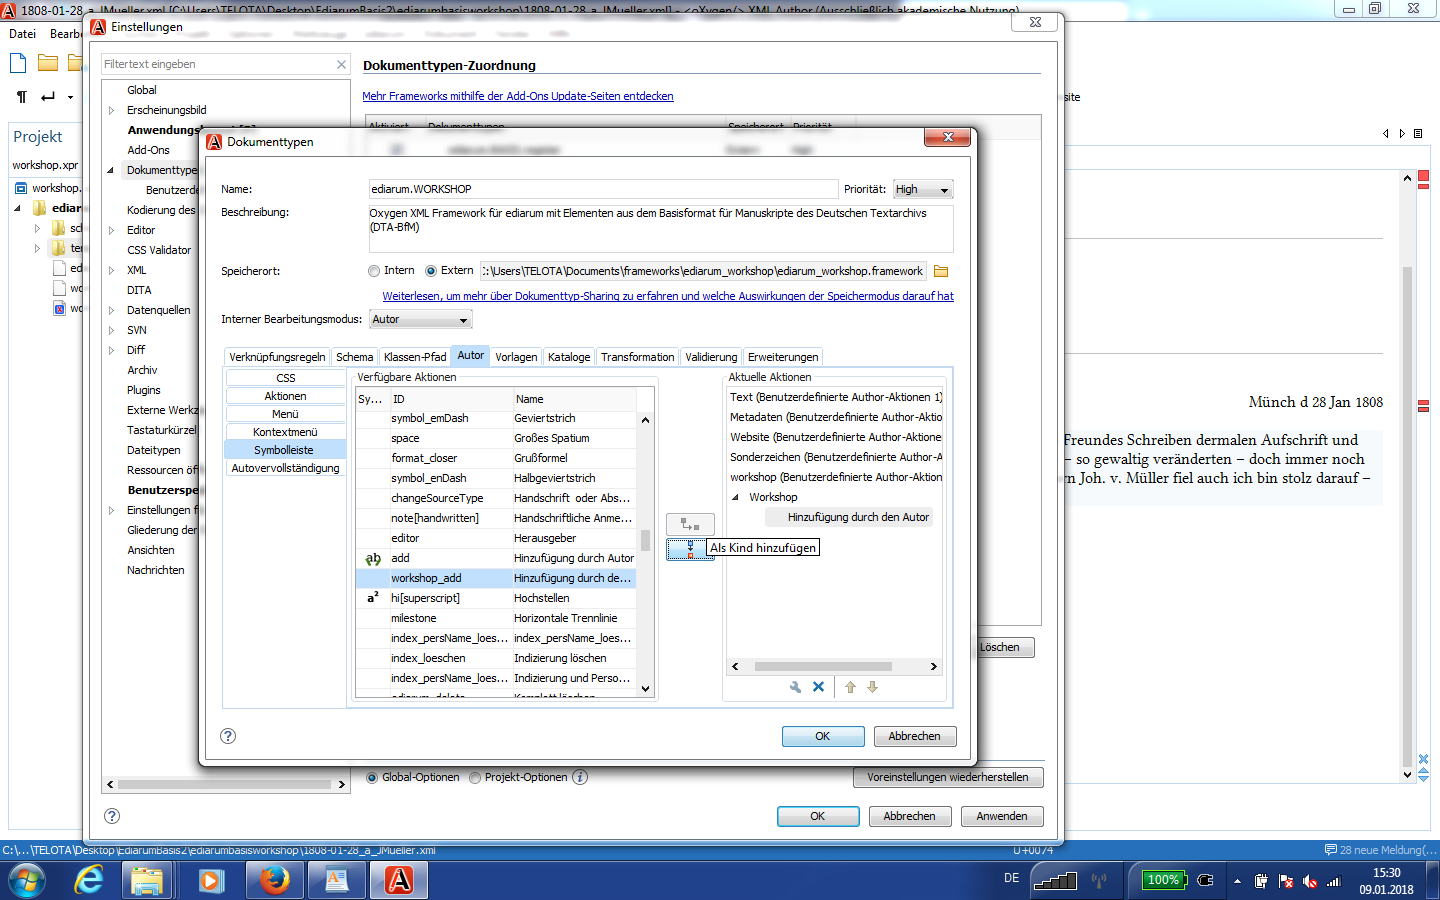 1808-01-28_a_JMueller.xml [C:\Users\TELOTA\Desktop\EdiarumBasis2\ediarumbasisworkshop\1808-01-28_a_JMueller.xml] - <oXygen/> XML Author (Ausschließlich akademische Nutzung)
Datei Bearbe
Einstellungen
Filtertext eingeben
Dokumenttypen-Zuordnung
Mehr Frameworks mithilfe der Add-Ons Update-Seiten entdecken
site
Global
Erscheinungsbild
Add-Ons
Dokumenttype
Benutzerde
Kodierung des
Editor
CSS Validator
XML
DITA
Datenquellen
SVN
Diff
Archiv
Plugins
Externe Werkz
Tastaturkürzel
Dateitypen
Ressourcen öf
Benutzerspe
Einstellungen f
Gliederung der
Ansichten
Nachrichten
Projekt
workshop.xpr
workshop.
ediar
sch
ter
edi
wo
wo
Dokumenttypen
Name: ediarum.WORKSHOP Priorität: High
Beschreibung: Oxygen XML Framework für ediarum mit Elementen aus dem Basisformat für Manuskripte des Deutschen Textarchivs
(DTA-BfM)
Speicherort: Intern Extern C:\Users\TELOTA\Documents\frameworks\ediarum_workshop\ediarum_workshop.framework
Weiterlesen, um mehr über Dokumenttyp-Sharing zu erfahren und welche Auswirkungen der Speichermodus darauf hat
Interner Bearbeitungsmodus: Autor
Verknüpfungsregeln Schema Klassen-Pfad Autor Vorlagen Kataloge Transformation Validierung Erweiterungen
CSS
Aktionen
Menü
Kontextmenü
Symbolleiste
Autovervollständigung
Verfügbare Aktionen
Sy... ID Name
symbol_emDash Geviertstrich
space Großes Spatium
format_closer Grußformel
symbol_enDash Halbgeviertstrich
changeSourceType Handschrift oder Abs...
note[handwritten] Handschriftliche Anme...
editor Herausgeber
ab add Hinzufügung durch Autor
workshop_add Hinzufügung durch de...
a² hi[superscript] Hochstellen
milestone Horizontale Trennlinie
index_persName_loes... index_persName_loes...
index_loeschen Indizierung löschen
index_persName_loes... Indizierung und Perso...
ediarum_delete Komplett löschen
Als Kind hinzufügen
Aktuelle Aktionen
Text (Benutzerdefinierte Author-Aktionen 1)
Metadaten (Benutzerdefinierte Author-Aktio
Website (Benutzerdefinierte Author-Aktione
Sonderzeichen (Benutzerdefinierte Author-A
workshop (Benutzerdefinierte Author-Aktion
Workshop
Hinzufügung durch den Autor
OK Abbrechen
Löschen
Global-Optionen Projekt-Optionen Voreinstellungen wiederherstellen
OK Abbrechen Anwenden
Münch d 28 Jan 1808
Freundes Schreiben dermalen Aufschrift und
– so gewaltig veränderten – doch immer noch
n Joh. v. Müller fiel auch ich bin stolz darauf –
C:\...\TELOTA\Desktop\EdiarumBasis2\ediarumbasisworkshop\1808-01-28_a_JMueller.xml U+0074 28 neue Meldung(...
DE 100% 15:30
09.01.2018